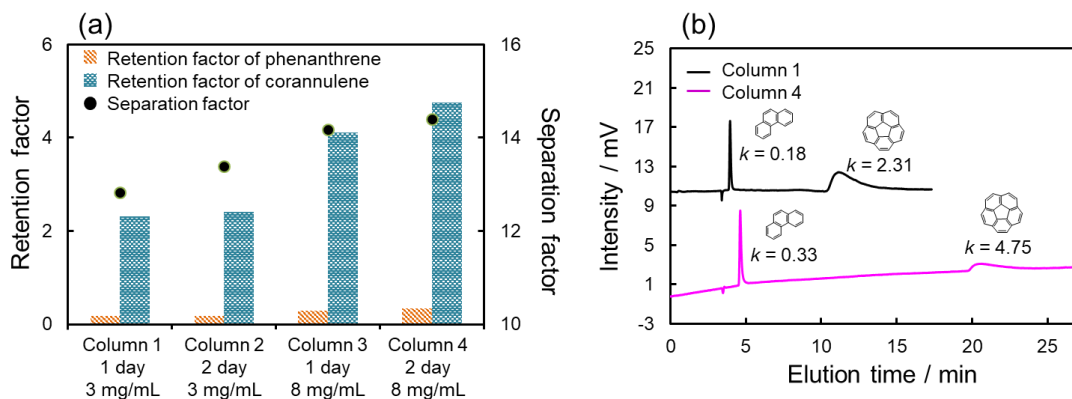 (a)
6
4
2
0
Retention factor
Retention factor of phenanthrene
Retention factor of corannulene
Separation factor
16
14
12
10
Separation factor
Column 1
1 day
3 mg/mL
Column 2
2 day
3 mg/mL
Column 3
1 day
8 mg/mL
Column 4
2 day
8 mg/mL
(b)
25
21
17
13
9
5
1
-3
Intensity / mV
Column 1
Column 4
k = 0.18
k = 2.31
k = 0.33
k = 4.75
0
5
10
15
20
25
Elution time / min